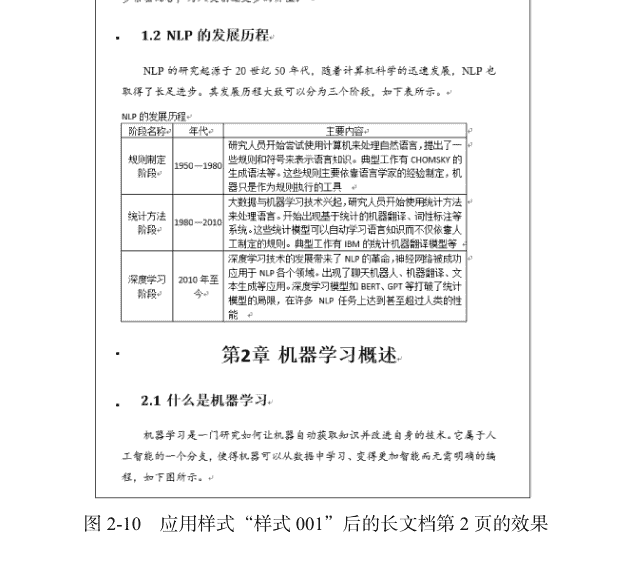 1.2 NLP 的发展历程
NLP 的研究起源于 20 世纪 50 年代，随着计算机科学的迅速发展，NLP 也
取得了长足进步。其发展历程大致可以分为三个阶段，如下表所示。
NLP 的发展历程
阶段名称 年代 主要内容
规则制定阶段 1950—1980 研究人员开始尝试使用计算机来处理自然语言，提出了一
些规则和符号来表示语言知识。典型工作有 CHOMSKY 的
生成语法等。这些规则主要依靠语言学家的经验制定，机
器只是作为规则执行的工具
统计方法阶段 1980—2010 大数据与机器学习技术兴起，研究人员开始使用统计方法
来处理语言。开始出现基于统计的机器翻译、词性标注等
系统。这些统计模型可以自动学习语言知识而不仅依靠人
工制定的规则。典型工作有 IBM 的统计机器翻译模型等
深度学习阶段 2010 年至今 深度学习技术的发展带来了 NLP 的革命，神经网络被成功
应用于 NLP 各个领域。出现了聊天机器人、机器翻译、文
本生成等应用。深度学习模型如 BERT、GPT 等打破了统计
模型的局限，在许多 NLP 任务上达到甚至超过人类的性
能
第2章 机器学习概述
2.1 什么是机器学习
机器学习是一门研究如何让机器自动获取知识并改进自身的技术。它属于人
工智能的一个分支，使得机器可以从数据中学习、变得更加智能而无需明确的编
程，如下图所示。
图 2-10 应用样式“样式 001”后的长文档第 2 页的效果